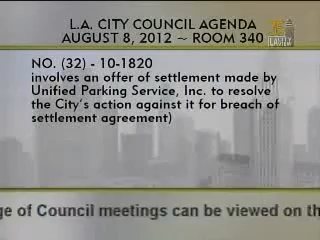 L.A. CITY COUNCIL AGENDA
AUGUST 8, 2012 ~ ROOM 340
NO. (32) - 10-1820
involves an offer of settlement made by
Unified Parking Service, Inc. to resolve
the City's action against it for breach of
settlement agreement)
ge of Council meetings can be viewed on th